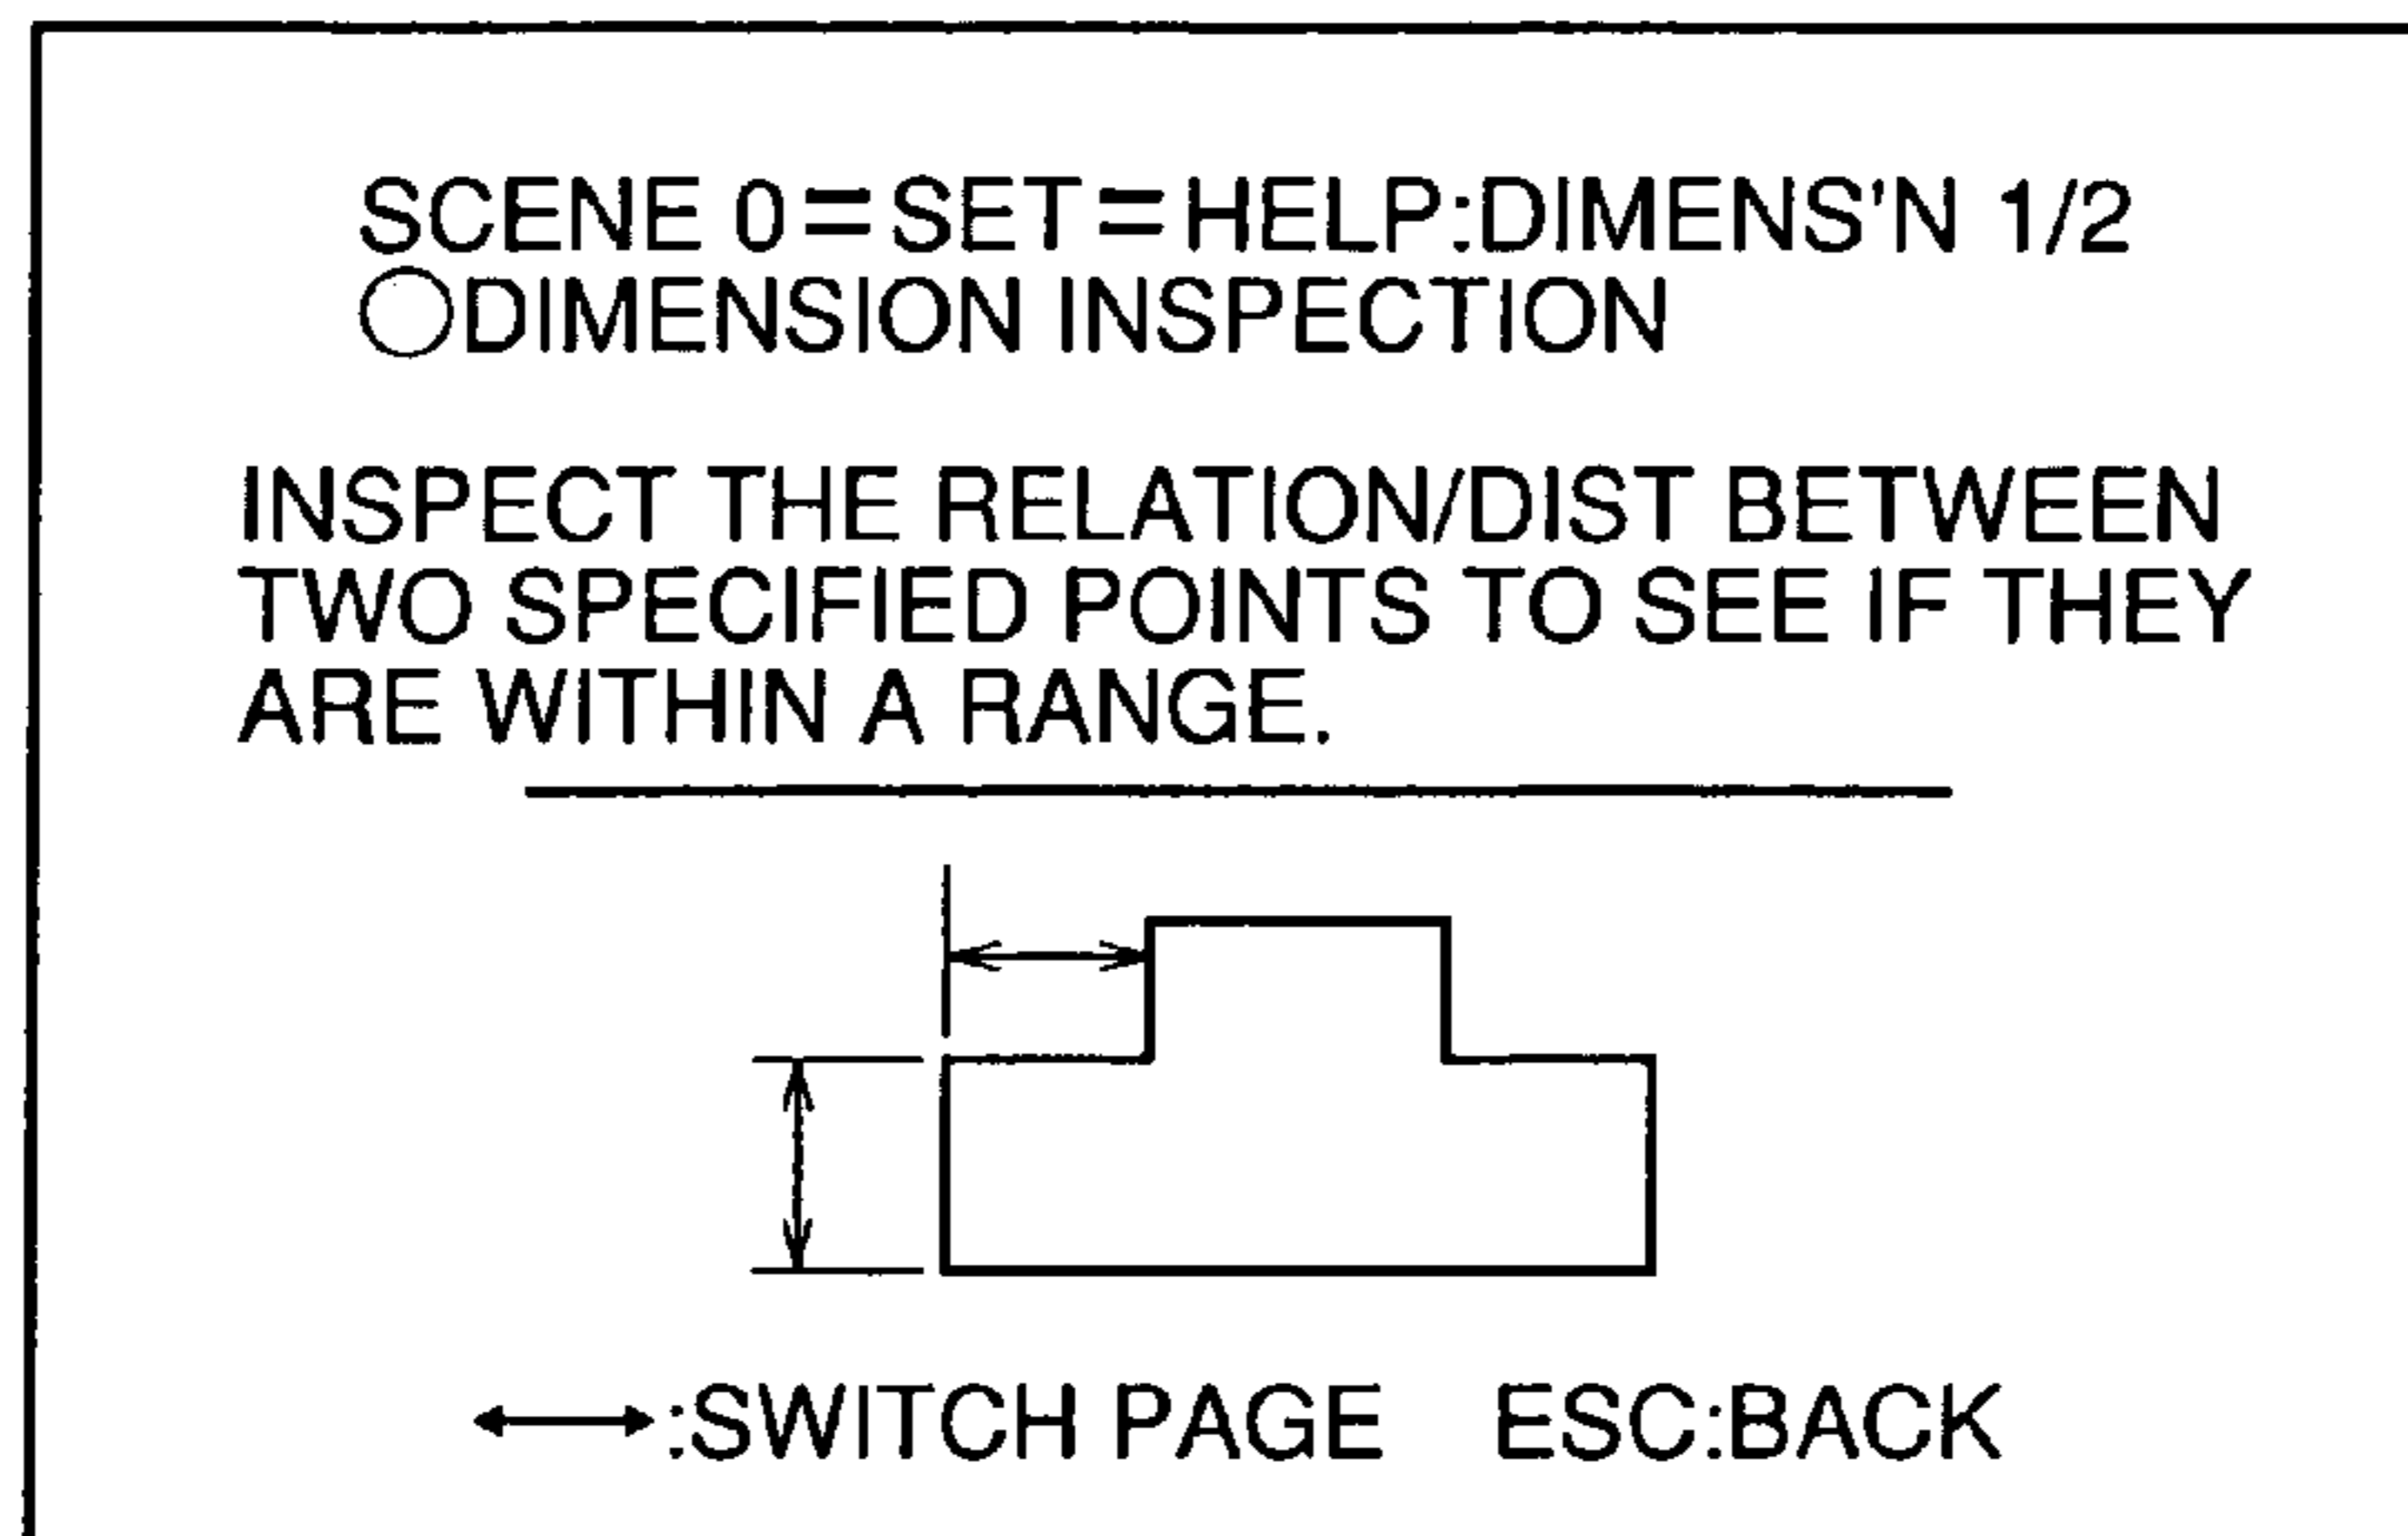 SCENE 0=SET=HELP:DIMENS'N 1/2
○DIMENSION INSPECTION
INSPECT THE RELATION/DIST BETWEEN
TWO SPECIFIED POINTS TO SEE IF THEY
ARE WITHIN A RANGE.
↔:SWITCH PAGE ESC:BACK